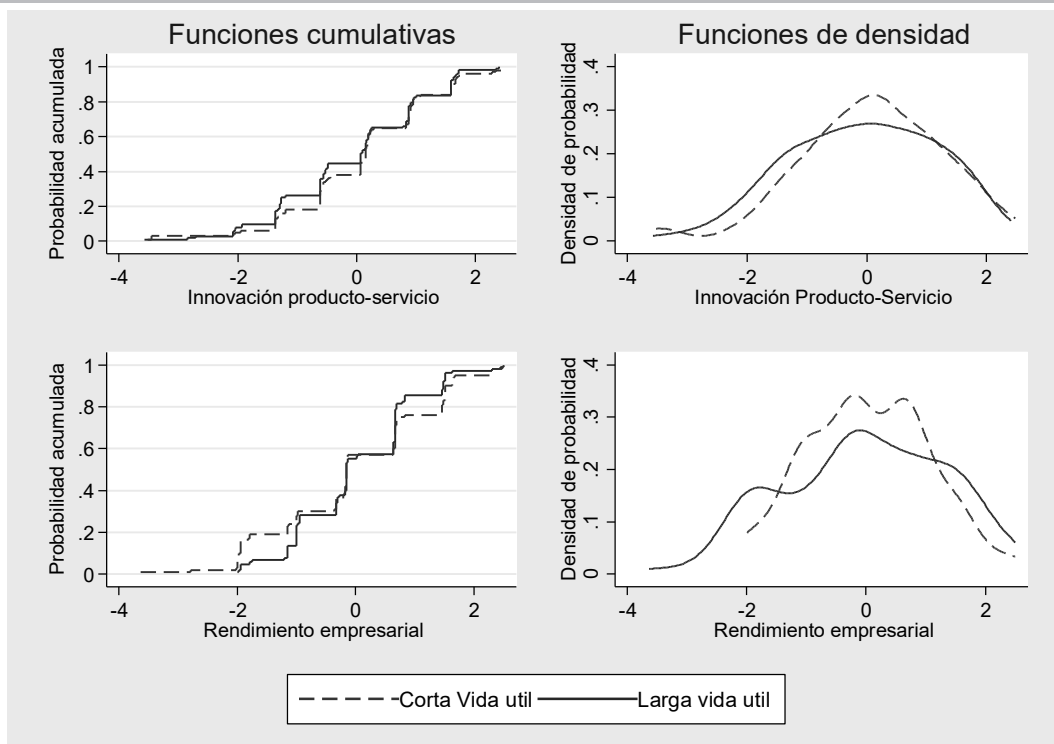 Funciones cumulativas
Probabilidad acumulada
1
.8
.6
.4
.2
0
-4 -2 0 2
Innovación producto-servicio
Funciones de densidad
Densidad de probabilidad
.4
.3
.2
.1
0
-4 -2 0 2
Innovación Producto-Servicio
Probabilidad acumulada
1
.8
.6
.4
.2
0
-4 -2 0 2
Rendimiento empresarial
Densidad de probabilidad
.4
.3
.2
.1
0
-4 -2 0 2
Rendimiento empresarial
Corta Vida util Larga vida util